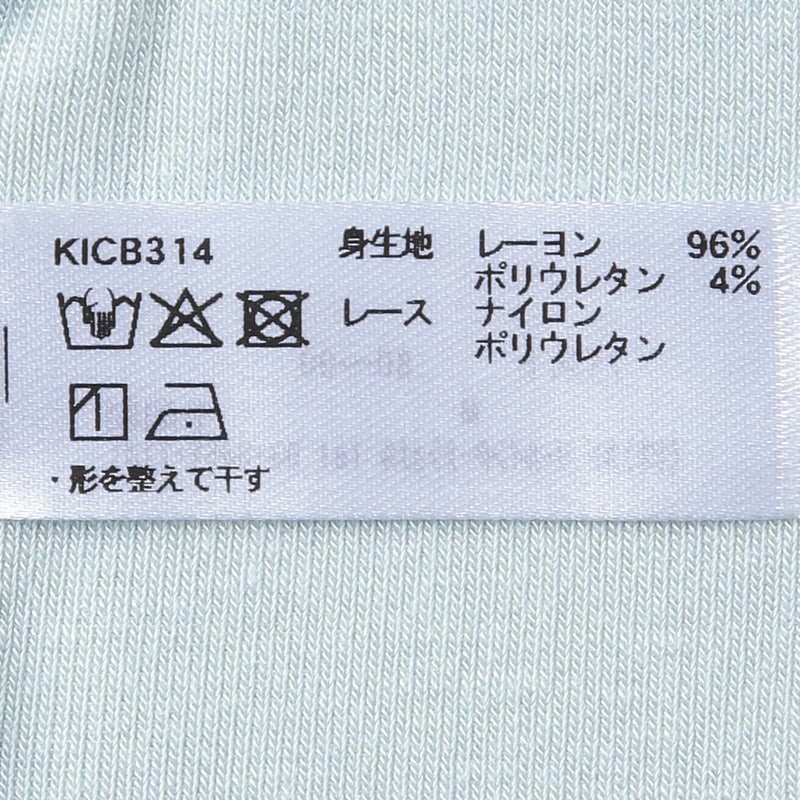 KICB314 身生地 レーヨン 96%
ポリウレタン 4%
レース ナイロン
ポリウレタン
・形を整えて干す